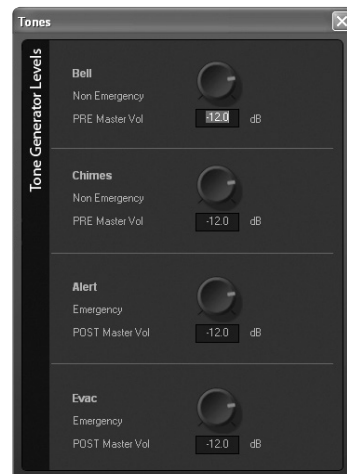 Tones
Tone Generator Levels
Bell
Non Emergency
PRE Master Vol
-12.0 dB
Chimes
Non Emergency
PRE Master Vol
-12.0 dB
Alert
Emergency
POST Master Vol
-12.0 dB
Evac
Emergency
POST Master Vol
-12.0 dB